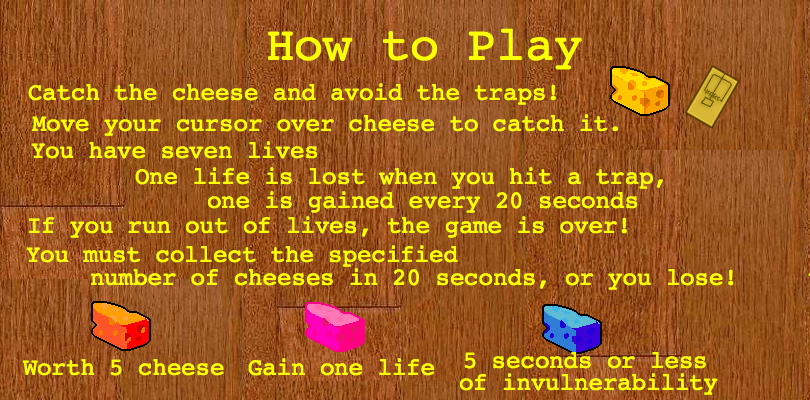 How to Play
Catch the cheese and avoid the traps!
Move your cursor over cheese to catch it.
You have seven lives
One life is lost when you hit a trap,
one is gained every 20 seconds
If you run out of lives, the game is over!
You must collect the specified
number of cheeses in 20 seconds, or you lose!
Worth 5 cheese
Gain one life
5 seconds or less
of invulnerability